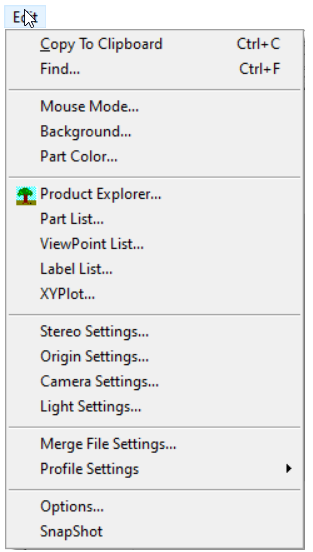 Edit
Copy To Clipboard Ctrl+C
Find... Ctrl+F
Mouse Mode...
Background...
Part Color...
Product Explorer...
Part List...
ViewPoint List...
Label List...
XYPlot...
Stereo Settings...
Origin Settings...
Camera Settings...
Light Settings...
Merge File Settings...
Profile Settings
Options...
SnapShot